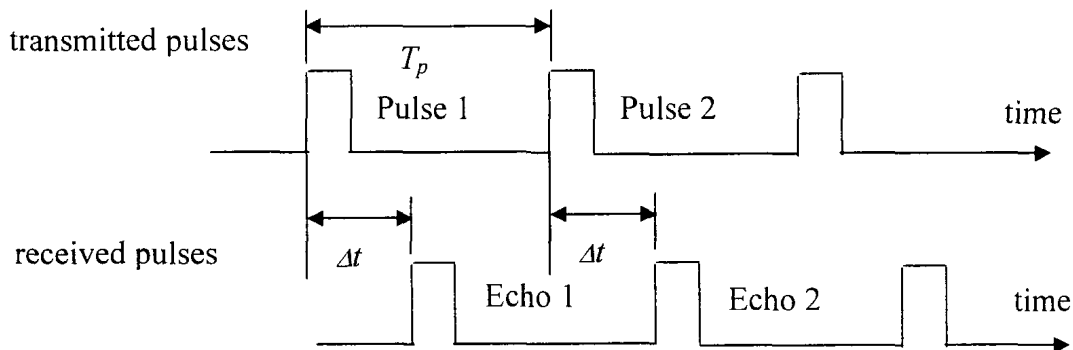 transmitted pulses
T_p
Pulse 1
Pulse 2
time
received pulses
Δt
Δt
Echo 1
Echo 2
time